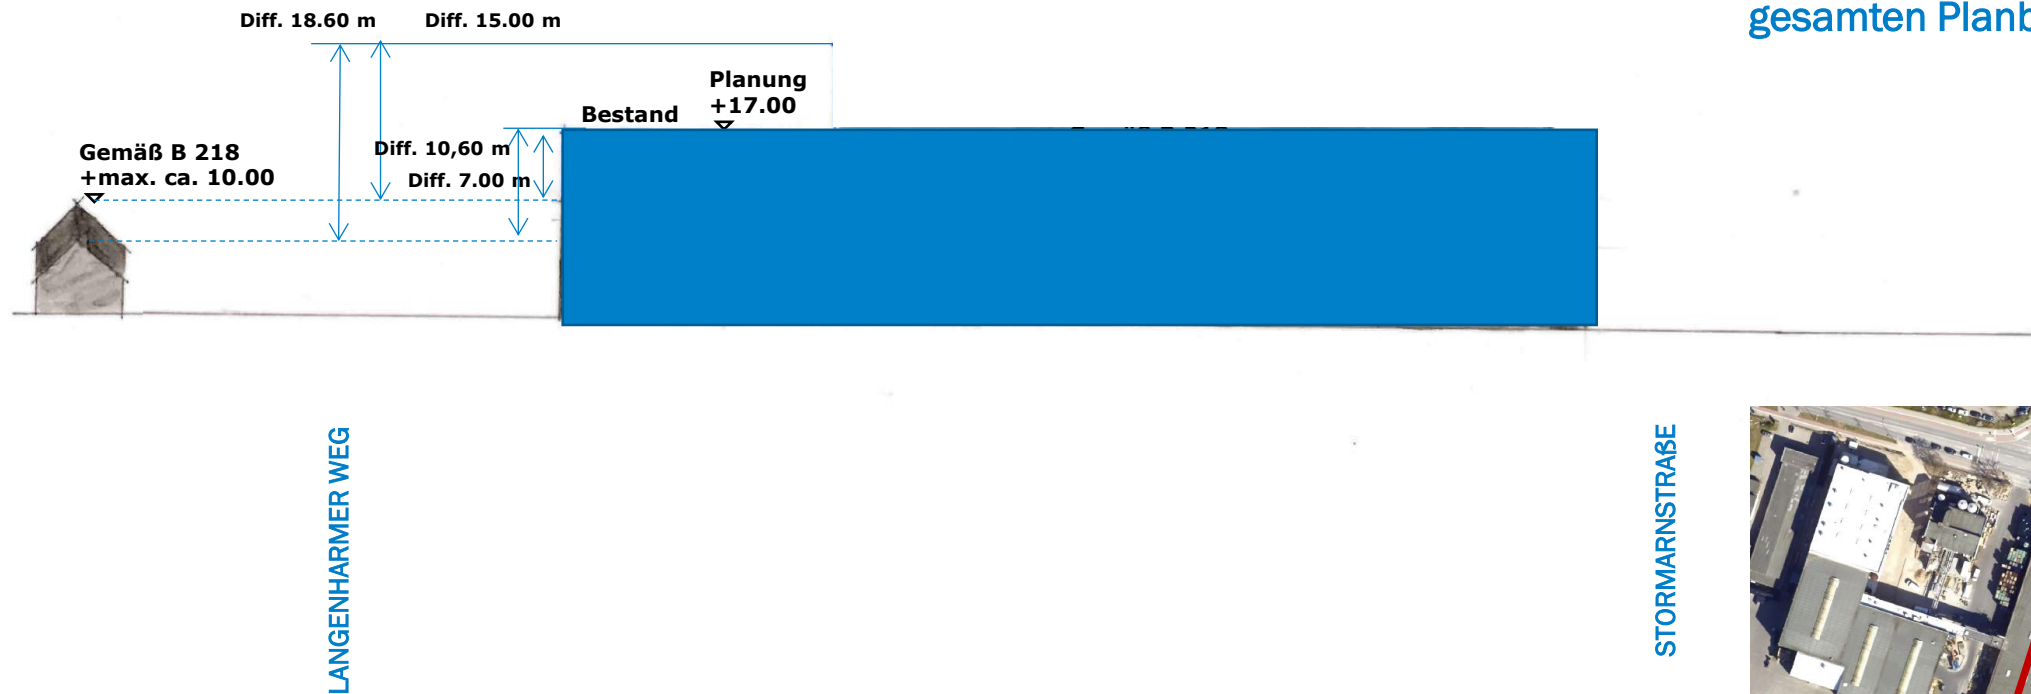 gesamten Planb
Diff. 18.60 m
Diff. 15.00 m
Planung
+17.00
Bestand
Gemäß B 218
+max. ca. 10.00
Diff. 10,60 m
Diff. 7.00 m
LANGENHARMER WEG
STORMARNSTRAßE